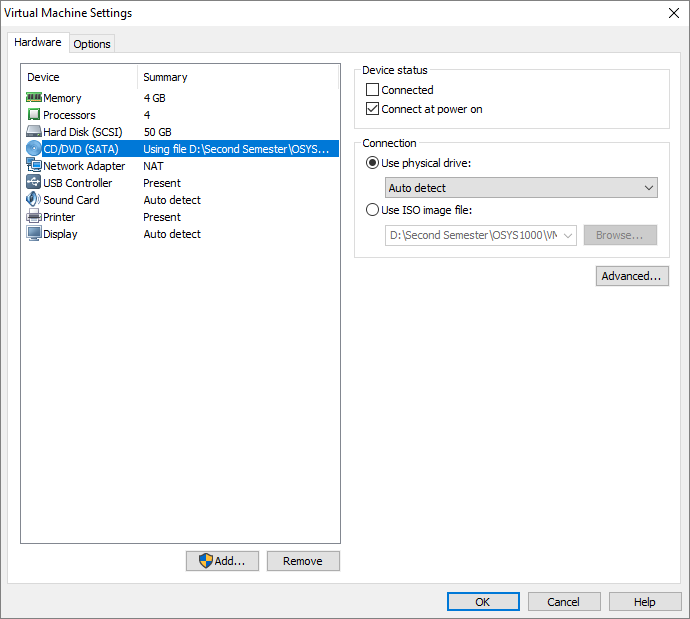 Virtual Machine Settings
Hardware Options
Device Summary
Memory 4 GB
Processors 4
Hard Disk (SCSI) 50 GB
CD/DVD (SATA) Using file D:\Second Semester\OSYS...
Network Adapter NAT
USB Controller Present
Sound Card Auto detect
Printer Present
Display Auto detect
Add... Remove
Device status
Connected
Connect at power on
Connection
Use physical drive:
Auto detect
Use ISO image file:
D:\Second Semester\OSYS1000\VM Browse...
Advanced...
OK Cancel Help